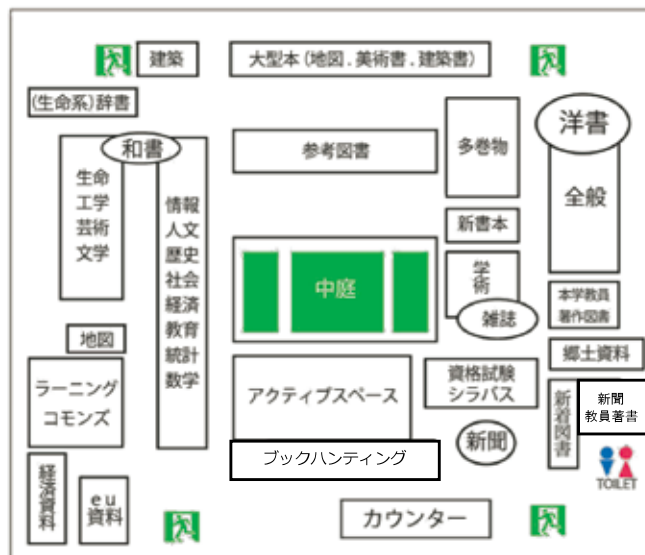 建築
大型本(地図.美術書.建築書)
(生命系)辞書
洋書
和書
参考図書
多巻物
全般
生命
工学
芸術
文学
情報
人文
歴史
社会
経済
教育
統計
数学
新書本
中庭
学術
雑誌
本学教員
著作図書
地図
郷土資料
ラーニング
コモンズ
アクティブスペース
資格試験
シラバス
新着図書
新聞
教員著書
新聞
ブックハンティング
経済資料
eu
資料
TOILET
カウンター